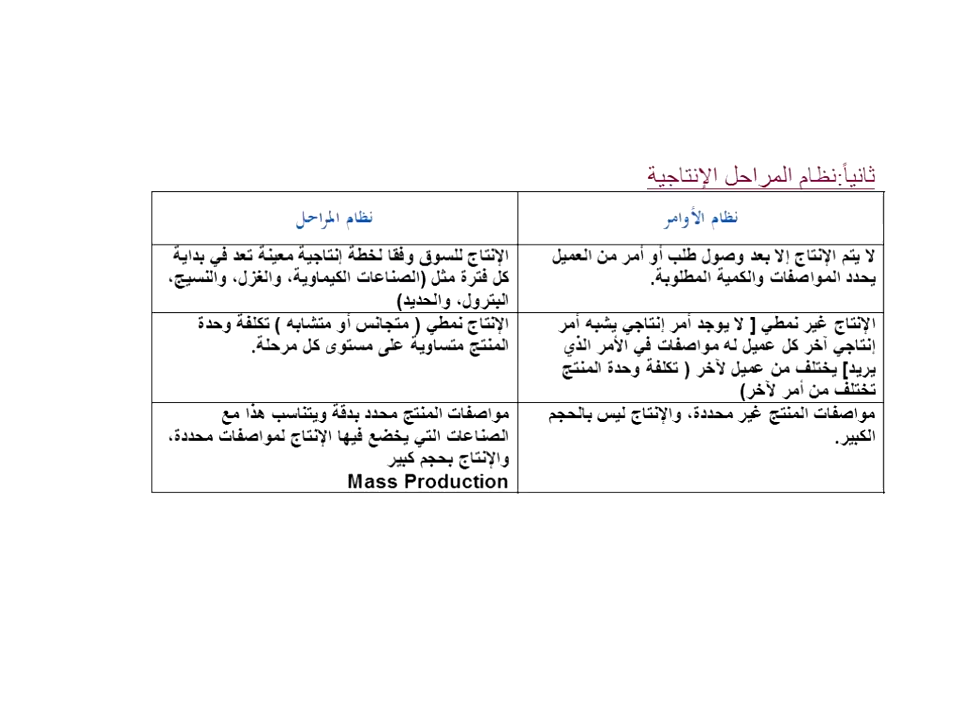 ثانياً:نظام المراحل الإنتاجية
نظام الأوامر
نظام المراحل
لا يتم الإنتاج إلا بعد وصول طلب أو أمر من العميل
يحدد المواصفات والكمية المطلوبة.
الإنتاج للسوق وفقا لخطة إنتاجية معينة تعد في بداية
كل فترة مثل (الصناعات الكيماوية، والغزل، والنسيج،
البترول، والحديد)
الإنتاج غير نمطي [ لا يوجد أمر إنتاجي يشبه أمر
إنتاجي آخر كل عميل له مواصفات في الأمر الذي
يريد] يختلف من عميل لآخر ( تكلفة وحدة المنتج
تختلف من أمر لآخر)
الإنتاج نمطي ( متجانس أو متشابه ) تكلفة وحدة
المنتج متساوية على مستوى كل مرحلة.
مواصفات المنتج غير محددة، والإنتاج ليس بالحجم
الكبير.
مواصفات المنتج محدد بدقة ويتناسب هذا مع
الصناعات التي يخضع فيها الإنتاج لمواصفات محددة،
والإنتاج بحجم كبير
Mass Production